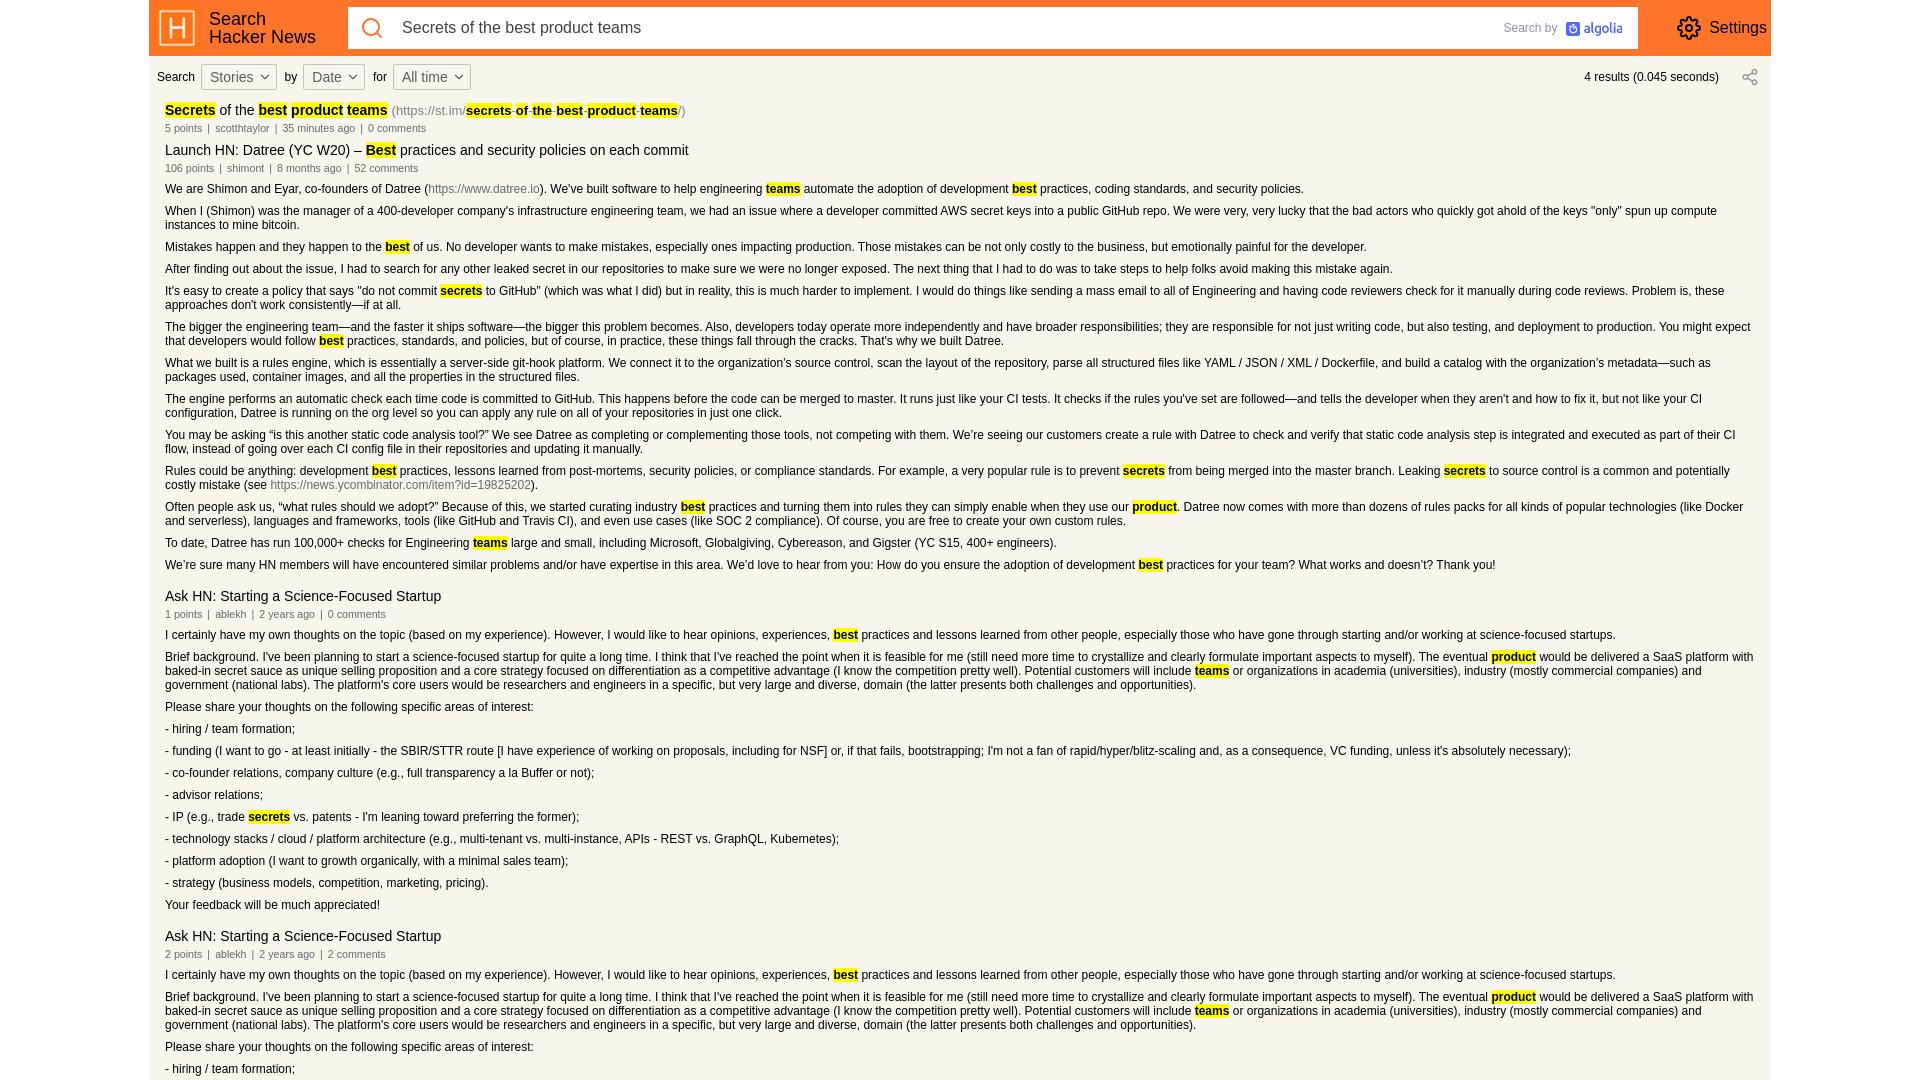 Search
Hacker News
Secrets of the best product teams
Search by algolia
Settings
Search Stories by Date for All time
4 results (0.045 seconds)
Secrets of the best product teams (https://st.im/secrets-of-the-best-product-teams/)
5 points | scotthtaylor | 35 minutes ago | 0 comments
Launch HN: Datree (YC W20) – Best practices and security policies on each commit
106 points | shimont | 8 months ago | 52 comments
We are Shimon and Eyar, co-founders of Datree (https://www.datree.io). We've built software to help engineering teams automate the adoption of development best practices, coding standards, and security policies.
When I (Shimon) was the manager of a 400-developer company's infrastructure engineering team, we had an issue where a developer committed AWS secret keys into a public GitHub repo. We were very, very lucky that the bad actors who quickly got ahold of the keys "only" spun up compute
instances to mine bitcoin.
Mistakes happen and they happen to the best of us. No developer wants to make mistakes, especially ones impacting production. Those mistakes can be not only costly to the business, but emotionally painful for the developer.
After finding out about the issue, I had to search for any other leaked secret in our repositories to make sure we were no longer exposed. The next thing that I had to do was to take steps to help folks avoid making this mistake again.
It's easy to create a policy that says "do not commit secrets to GitHub" (which was what I did) but in reality, this is much harder to implement. I would do things like sending a mass email to all of Engineering and having code reviewers check for it manually during code reviews. Problem is, these
approaches don't work consistently—if at all.
The bigger the engineering team—and the faster it ships software—the bigger this problem becomes. Also, developers today operate more independently and have broader responsibilities; they are responsible for not just writing code, but also testing, and deployment to production. You might expect
that developers would follow best practices, standards, and policies, but of course, in practice, these things fall through the cracks. That's why we built Datree.
What we built is a rules engine, which is essentially a server-side git-hook platform. We connect it to the organization’s source control, scan the layout of the repository, parse all structured files like YAML / JSON / XML / Dockerfile, and build a catalog with the organization’s metadata—such as
packages used, container images, and all the properties in the structured files.
The engine performs an automatic check each time code is committed to GitHub. This happens before the code can be merged to master. It runs just like your CI tests. It checks if the rules you've set are followed—and tells the developer when they aren't and how to fix it, but not like your CI
configuration, Datree is running on the org level so you can apply any rule on all of your repositories in just one click.
You may be asking “is this another static code analysis tool?” We see Datree as completing or complementing those tools, not competing with them. We’re seeing our customers create a rule with Datree to check and verify that static code analysis step is integrated and executed as part of their CI
flow, instead of going over each CI config file in their repositories and updating it manually.
Rules could be anything: development best practices, lessons learned from post-mortems, security policies, or compliance standards. For example, a very popular rule is to prevent secrets from being merged into the master branch. Leaking secrets to source control is a common and potentially
costly mistake (see https://news.ycombinator.com/item?id=19825202).
Often people ask us, “what rules should we adopt?” Because of this, we started curating industry best practices and turning them into rules they can simply enable when they use our product. Datree now comes with more than dozens of rules packs for all kinds of popular technologies (like Docker
and serverless), languages and frameworks, tools (like GitHub and Travis CI), and even use cases (like SOC 2 compliance). Of course, you are free to create your own custom rules.
To date, Datree has run 100,000+ checks for Engineering teams large and small, including Microsoft, Globalgiving, Cybereason, and Gigster (YC S15, 400+ engineers).
We’re sure many HN members will have encountered similar problems and/or have expertise in this area. We’d love to hear from you: How do you ensure the adoption of development best practices for your team? What works and doesn’t? Thank you!
Ask HN: Starting a Science-Focused Startup
1 points | ablekh | 2 years ago | 0 comments
I certainly have my own thoughts on the topic (based on my experience). However, I would like to hear opinions, experiences, best practices and lessons learned from other people, especially those who have gone through starting and/or working at science-focused startups.
Brief background. I've been planning to start a science-focused startup for quite a long time. I think that I've reached the point when it is feasible for me (still need more time to crystallize and clearly formulate important aspects to myself). The eventual product would be delivered a SaaS platform with
baked-in secret sauce as unique selling proposition and a core strategy focused on differentiation as a competitive advantage (I know the competition pretty well). Potential customers will include teams or organizations in academia (universities), industry (mostly commercial companies) and
government (national labs). The platform's core users would be researchers and engineers in a specific, but very large and diverse, domain (the latter presents both challenges and opportunities).
Please share your thoughts on the following specific areas of interest:
- hiring / team formation;
- funding (I want to go - at least initially - the SBIR/STTR route [I have experience of working on proposals, including for NSF] or, if that fails, bootstrapping; I'm not a fan of rapid/hyper/blitz-scaling and, as a consequence, VC funding, unless it's absolutely necessary);
- co-founder relations, company culture (e.g., full transparency a la Buffer or not);
- advisor relations;
- IP (e.g., trade secrets vs. patents - I'm leaning toward preferring the former);
- technology stacks / cloud / platform architecture (e.g., multi-tenant vs. multi-instance, APIs - REST vs. GraphQL, Kubernetes);
- platform adoption (I want to growth organically, with a minimal sales team);
- strategy (business models, competition, marketing, pricing).
Your feedback will be much appreciated!
Ask HN: Starting a Science-Focused Startup
2 points | ablekh | 2 years ago | 2 comments
I certainly have my own thoughts on the topic (based on my experience). However, I would like to hear opinions, experiences, best practices and lessons learned from other people, especially those who have gone through starting and/or working at science-focused startups.
Brief background. I've been planning to start a science-focused startup for quite a long time. I think that I've reached the point when it is feasible for me (still need more time to crystallize and clearly formulate important aspects to myself). The eventual product would be delivered a SaaS platform with
baked-in secret sauce as unique selling proposition and a core strategy focused on differentiation as a competitive advantage (I know the competition pretty well). Potential customers will include teams or organizations in academia (universities), industry (mostly commercial companies) and
government (national labs). The platform's core users would be researchers and engineers in a specific, but very large and diverse, domain (the latter presents both challenges and opportunities).
Please share your thoughts on the following specific areas of interest:
- hiring / team formation;